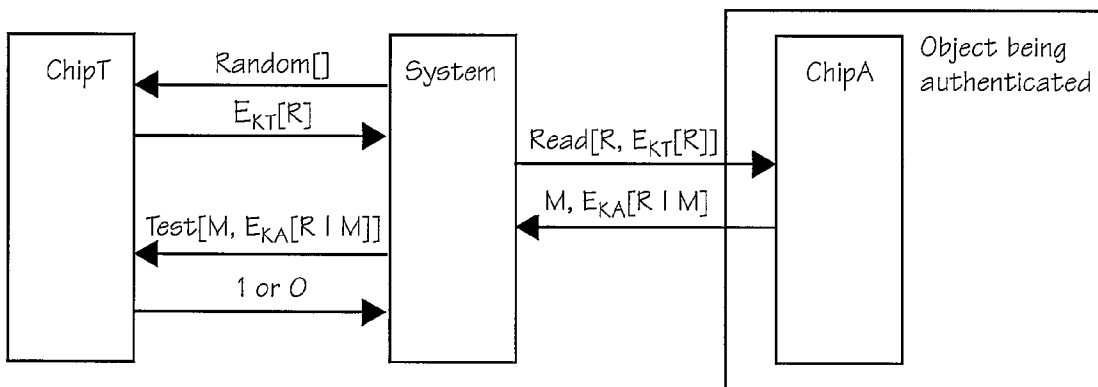 ChipT
System
ChipA
Object being
authenticated
Random[]
E_KT[R]
Read[R, E_KT[R]]
M, E_KA[R | M]
Test[M, E_KA[R | M]]
1 or 0